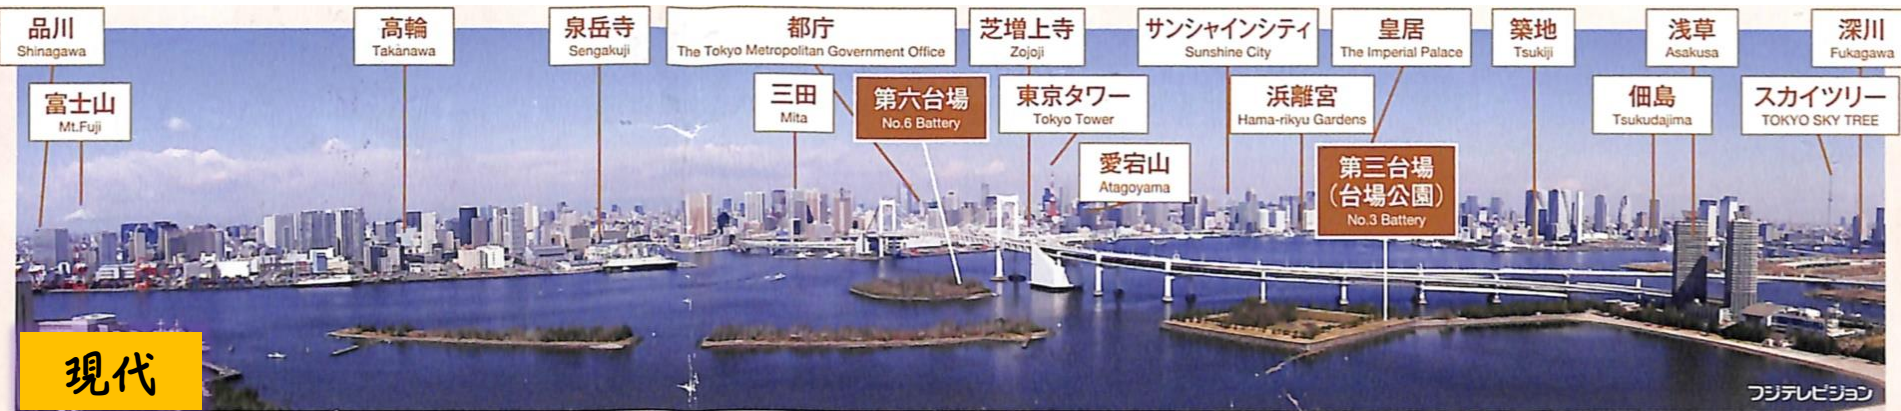 品川
Shinagawa
高輪
Takanawa
泉岳寺
Sengakuji
都庁
The Tokyo Metropolitan Government Office
芝増上寺
Zojoji
サンシャインシティ
Sunshine City
皇居
The Imperial Palace
築地
Tsukiji
浅草
Asakusa
深川
Fukagawa
富士山
Mt.Fuji
三田
Mita
第六台場
No.6 Battery
東京タワー
Tokyo Tower
浜離宮
Hama-rikyu Gardens
佃島
Tsukudajima
スカイツリー
TOKYO SKY TREE
愛宕山
Atagoyama
第三台場
(台場公園)
No.3 Battery
現代
フジテレビジョン